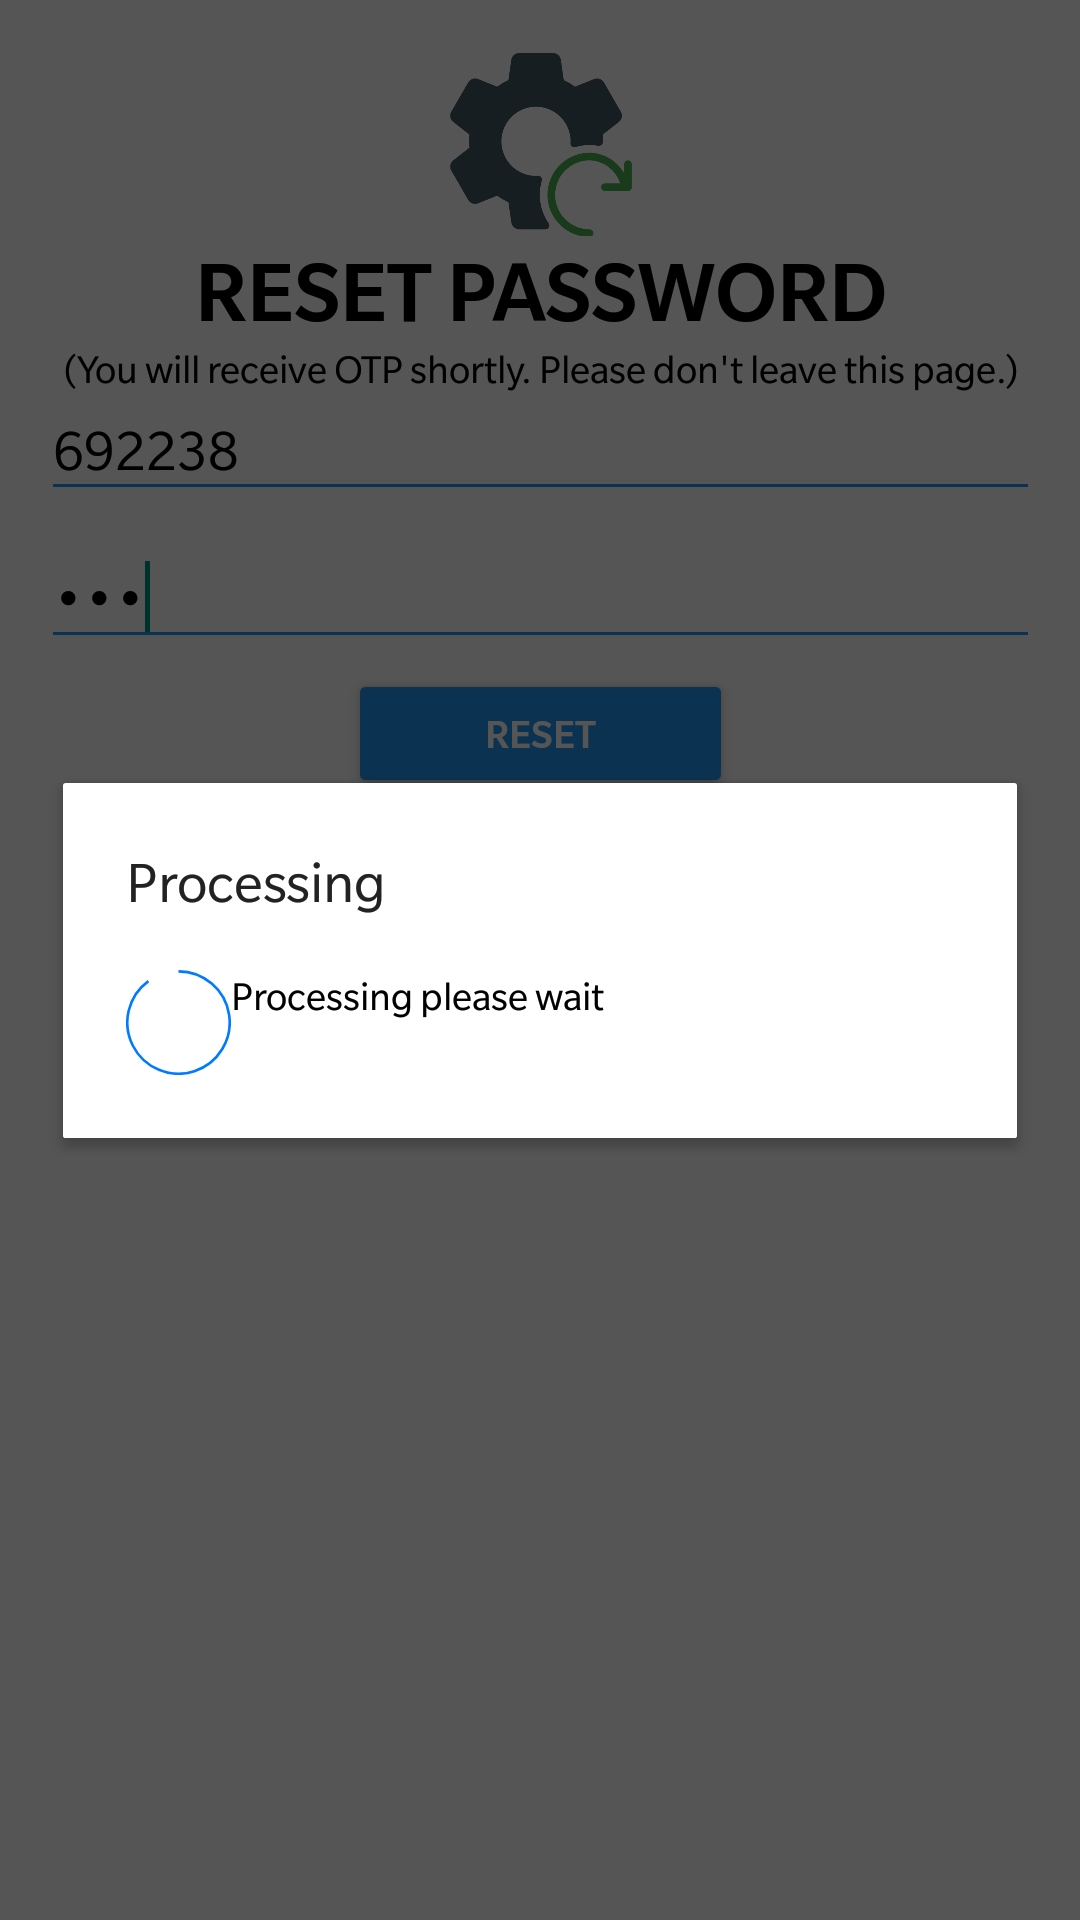 RESET PASSWORD
(You will receive OTP shortly. Please don't leave this page.)
692238
•••
RESET
Processing
Processing please wait